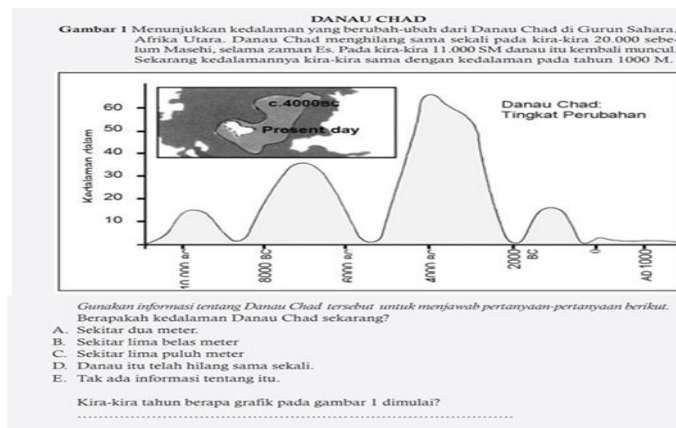 DANAU CHAD
Gambar 1 Menunjukkan kedalaman yang berubah-ubah dari Danau Chad di Gurun Sahara,
Afrika Utara. Danau Chad menghilang sama sekali pada kira-kira 20.000 sebe-
lum Masehi, selama zaman Es. Pada kira-kira 11.000 SM danau itu kembali muncul.
Sekarang kedalamannya kira-kira sama dengan kedalaman pada tahun 1000 M.
c.4000BC
Present day
Danau Chad:
Tingkat Perubahan
Kedalaman dalam
60
50
40
30
20
10
8000 BC
4000 BC
2000 BC
0
AD 1000
Gunakan informasi tentang Danau Chad tersebut untuk menjawab pertanyaan-pertanyaan berikut.
Berapakah kedalaman Danau Chad sekarang?
A. Sekitar dua meter.
B. Sekitar lima belas meter
C. Sekitar lima puluh meter
D. Danau itu telah hilang sama sekali.
E. Tak ada informasi tentang itu.
Kira-kira tahun berapa grafik pada gambar 1 dimulai?